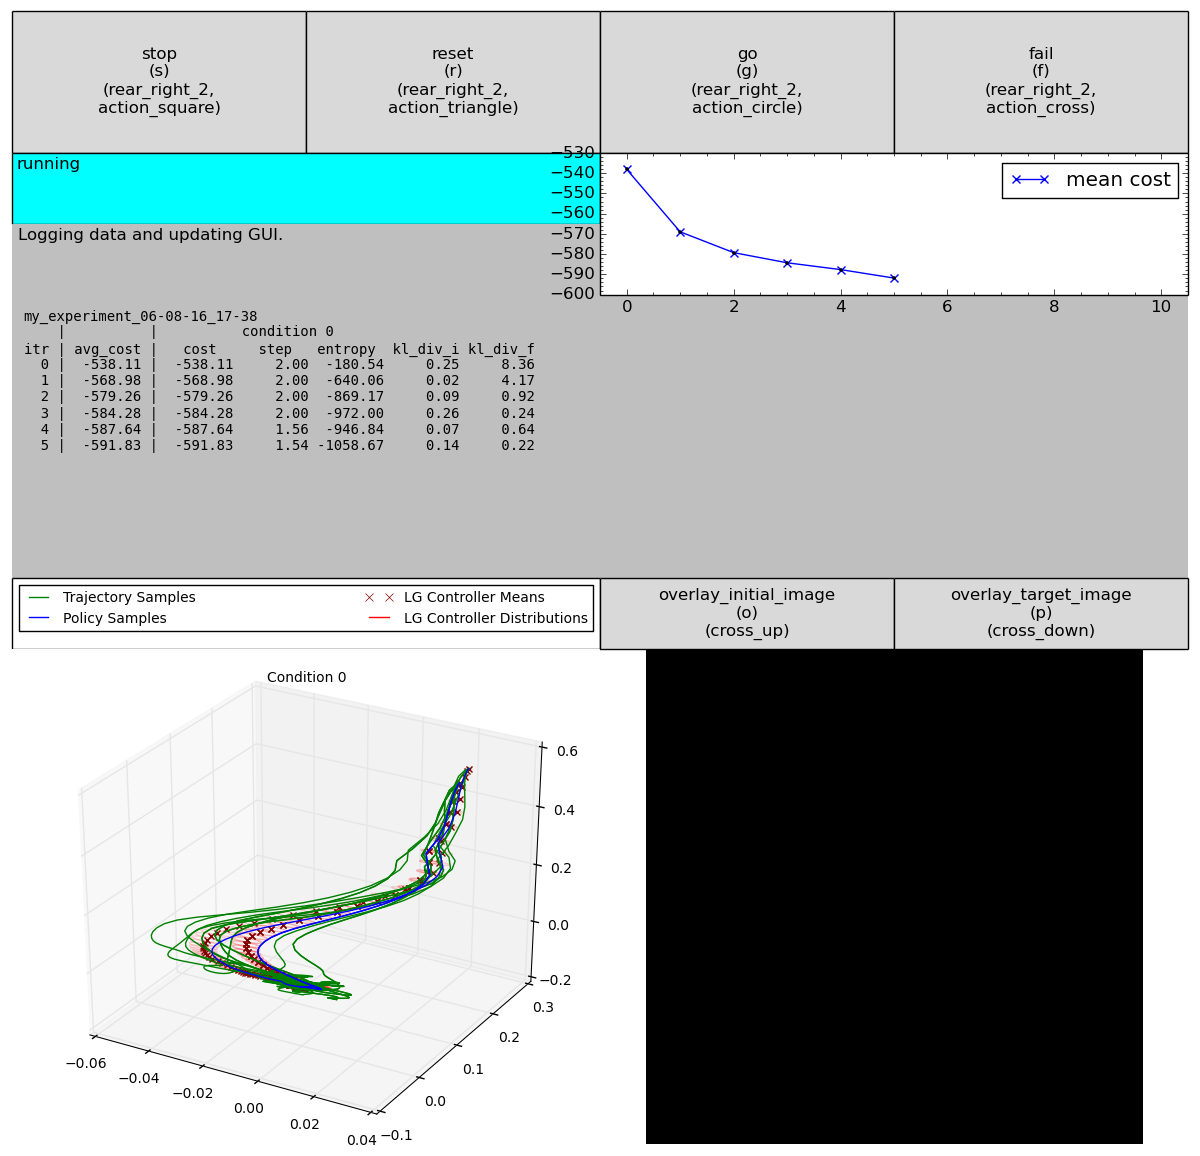 stop
(s)
(rear_right_2,
action_square)
reset
(r)
(rear_right_2,
action_triangle)
go
(g)
(rear_right_2,
action_circle)
fail
(f)
(rear_right_2,
action_cross)
running
Logging data and updating GUI.
−530
−540
−550
−560
−570
−580
−590
−600
0 2 4 6 8 10
mean cost
my_experiment_06-08-16_17-38
    |          |          condition 0
itr | avg_cost |   cost     step   entropy  kl_div_i kl_div_f
  0 |  -538.11 |  -538.11     2.00  -180.54     0.25     8.36
  1 |  -568.98 |  -568.98     2.00  -640.06     0.02     4.17
  2 |  -579.26 |  -579.26     2.00  -869.17     0.09     0.92
  3 |  -584.28 |  -584.28     2.00  -972.00     0.26     0.24
  4 |  -587.64 |  -587.64     1.56  -946.84     0.07     0.64
  5 |  -591.83 |  -591.83     1.54 -1058.67     0.14     0.22
Trajectory Samples
Policy Samples
LG Controller Means
LG Controller Distributions
overlay_initial_image
(o)
(cross_up)
overlay_target_image
(p)
(cross_down)
Condition 0
0.6
0.4
0.2
0.0
−0.2
0.3
0.2
0.1
0.0
−0.1
−0.06
−0.04
−0.02
0.00
0.02
0.04